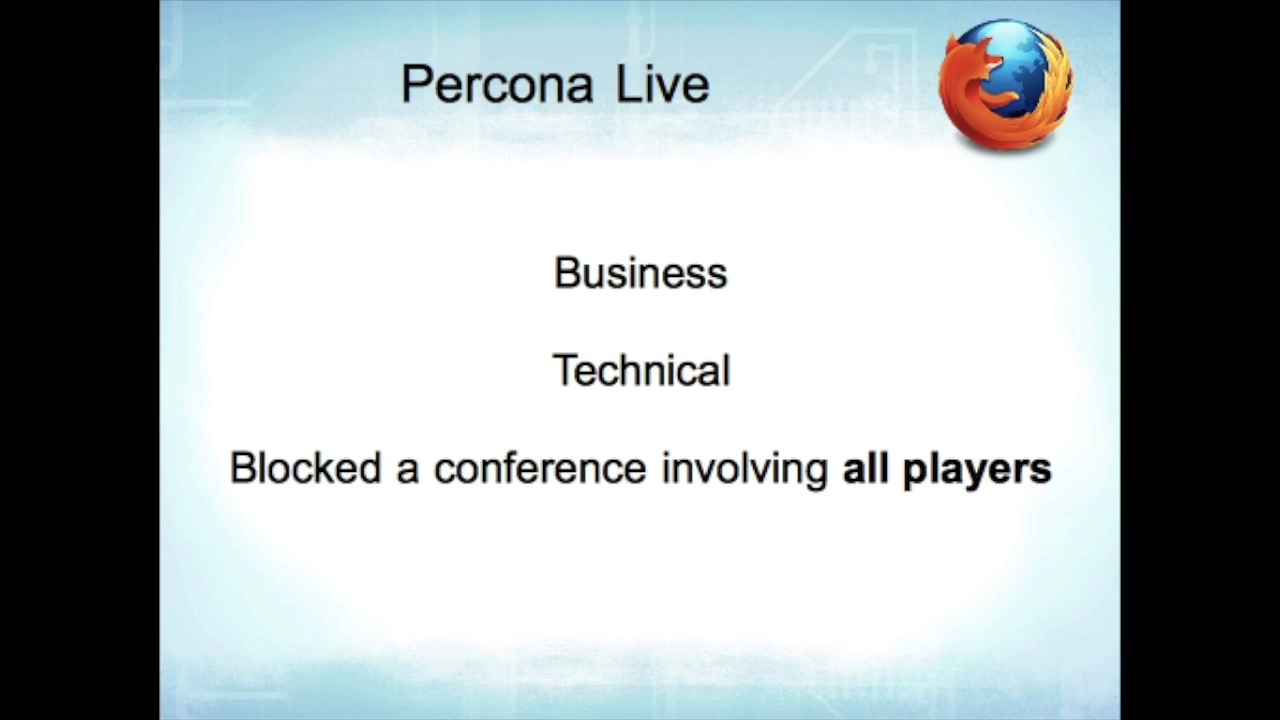 Percona Live
Business
Technical
Blocked a conference involving all players